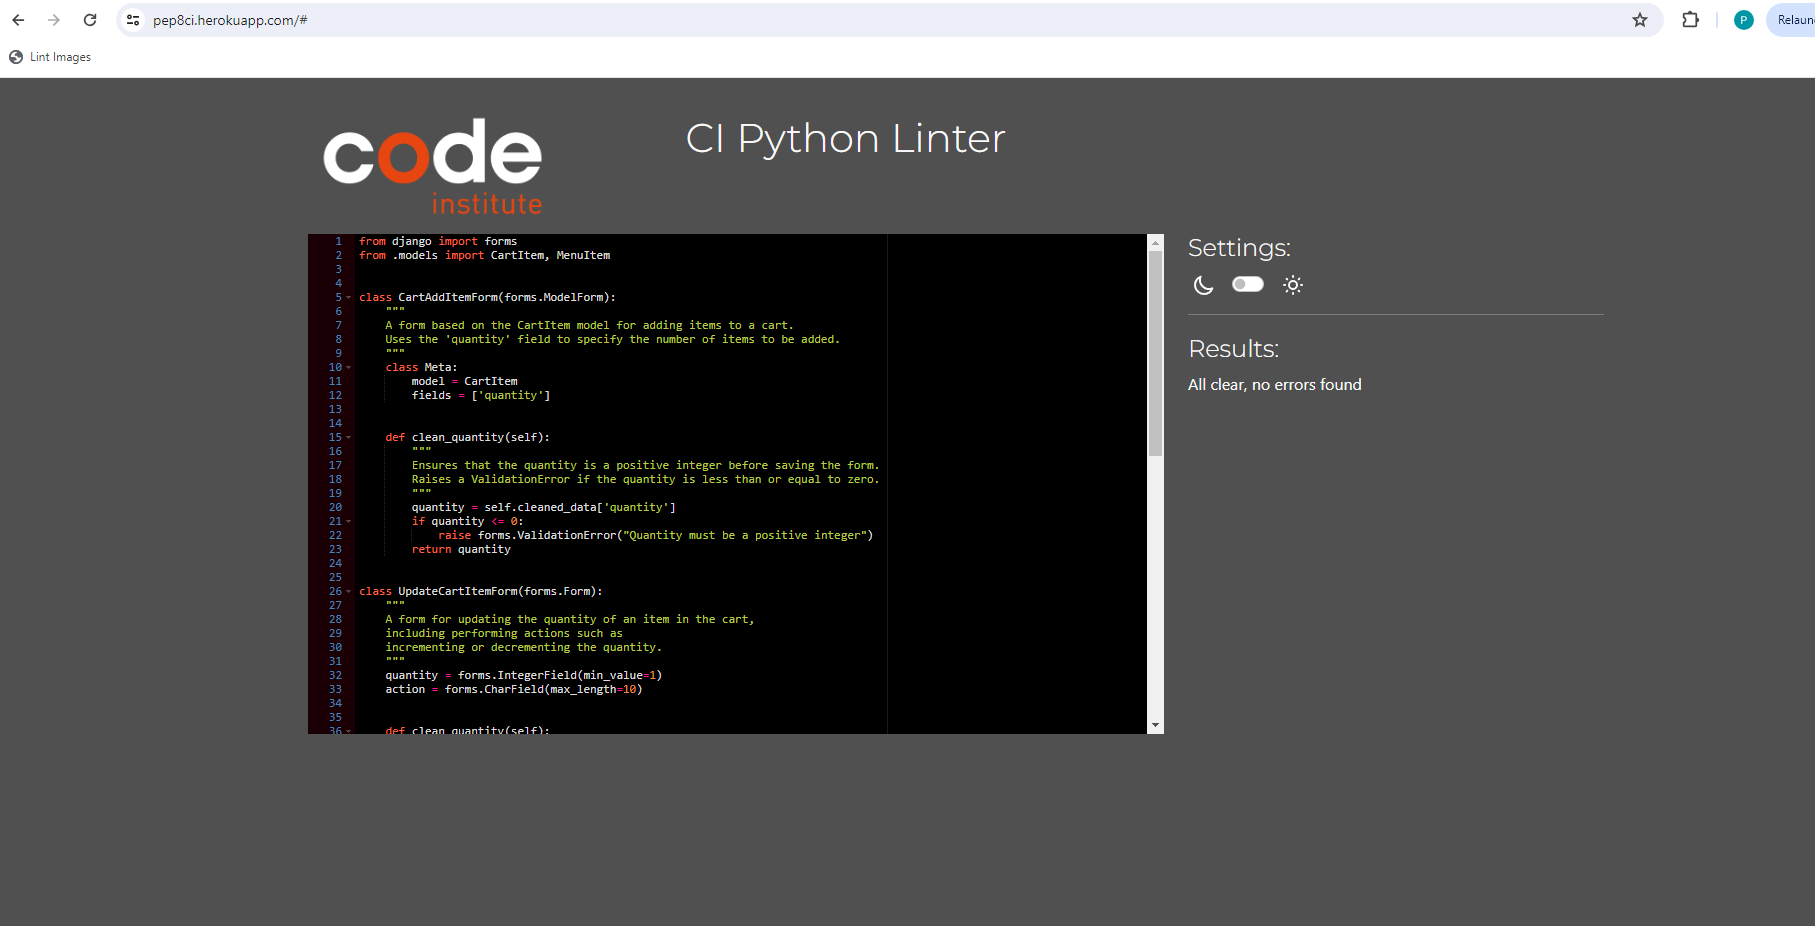 pep8ci.herokuapp.com/#
P
Relaun
Lint Images
code
institute
CI Python Linter
1 from django import forms
2 from .models import CartItem, MenuItem
3
4
5 class CartAddItemForm(forms.ModelForm):
6     """
7     A form based on the CartItem model for adding items to a cart.
8     Uses the 'quantity' field to specify the number of items to be added.
9     """
10     class Meta:
11         model = CartItem
12         fields = ['quantity']
13
14
15     def clean_quantity(self):
16         """
17         Ensures that the quantity is a positive integer before saving the form.
18         Raises a ValidationError if the quantity is less than or equal to zero.
19         """
20         quantity = self.cleaned_data['quantity']
21         if quantity <= 0:
22             raise forms.ValidationError("Quantity must be a positive integer")
23         return quantity
24
25
26 class UpdateCartItemForm(forms.Form):
27     """
28     A form for updating the quantity of an item in the cart,
29     including performing actions such as
30     incrementing or decrementing the quantity.
31     """
32     quantity = forms.IntegerField(min_value=1)
33     action = forms.CharField(max_length=10)
34
35
36     def clean_quantity(self):
Settings:
Results:
All clear, no errors found